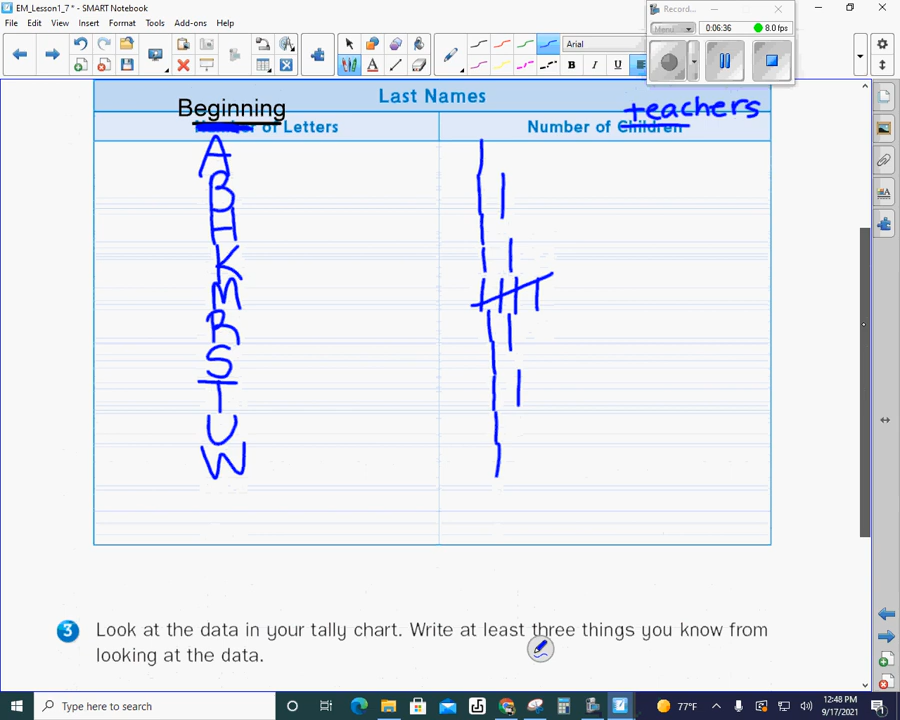 EM_Lesson1_7 * - SMART Notebook
Record...
File Edit View Insert Format Tools Add-ons Help
Menu 0:06:36 8.0 fps
Arial
B I U
Last Names
Beginning
teachers
of Letters Number of Children
A
B
H
K
M
R
S
T
U
W
3 Look at the data in your tally chart. Write at least three things you know from
looking at the data.
Type here to search
77°F
12:48 PM
9/17/2021